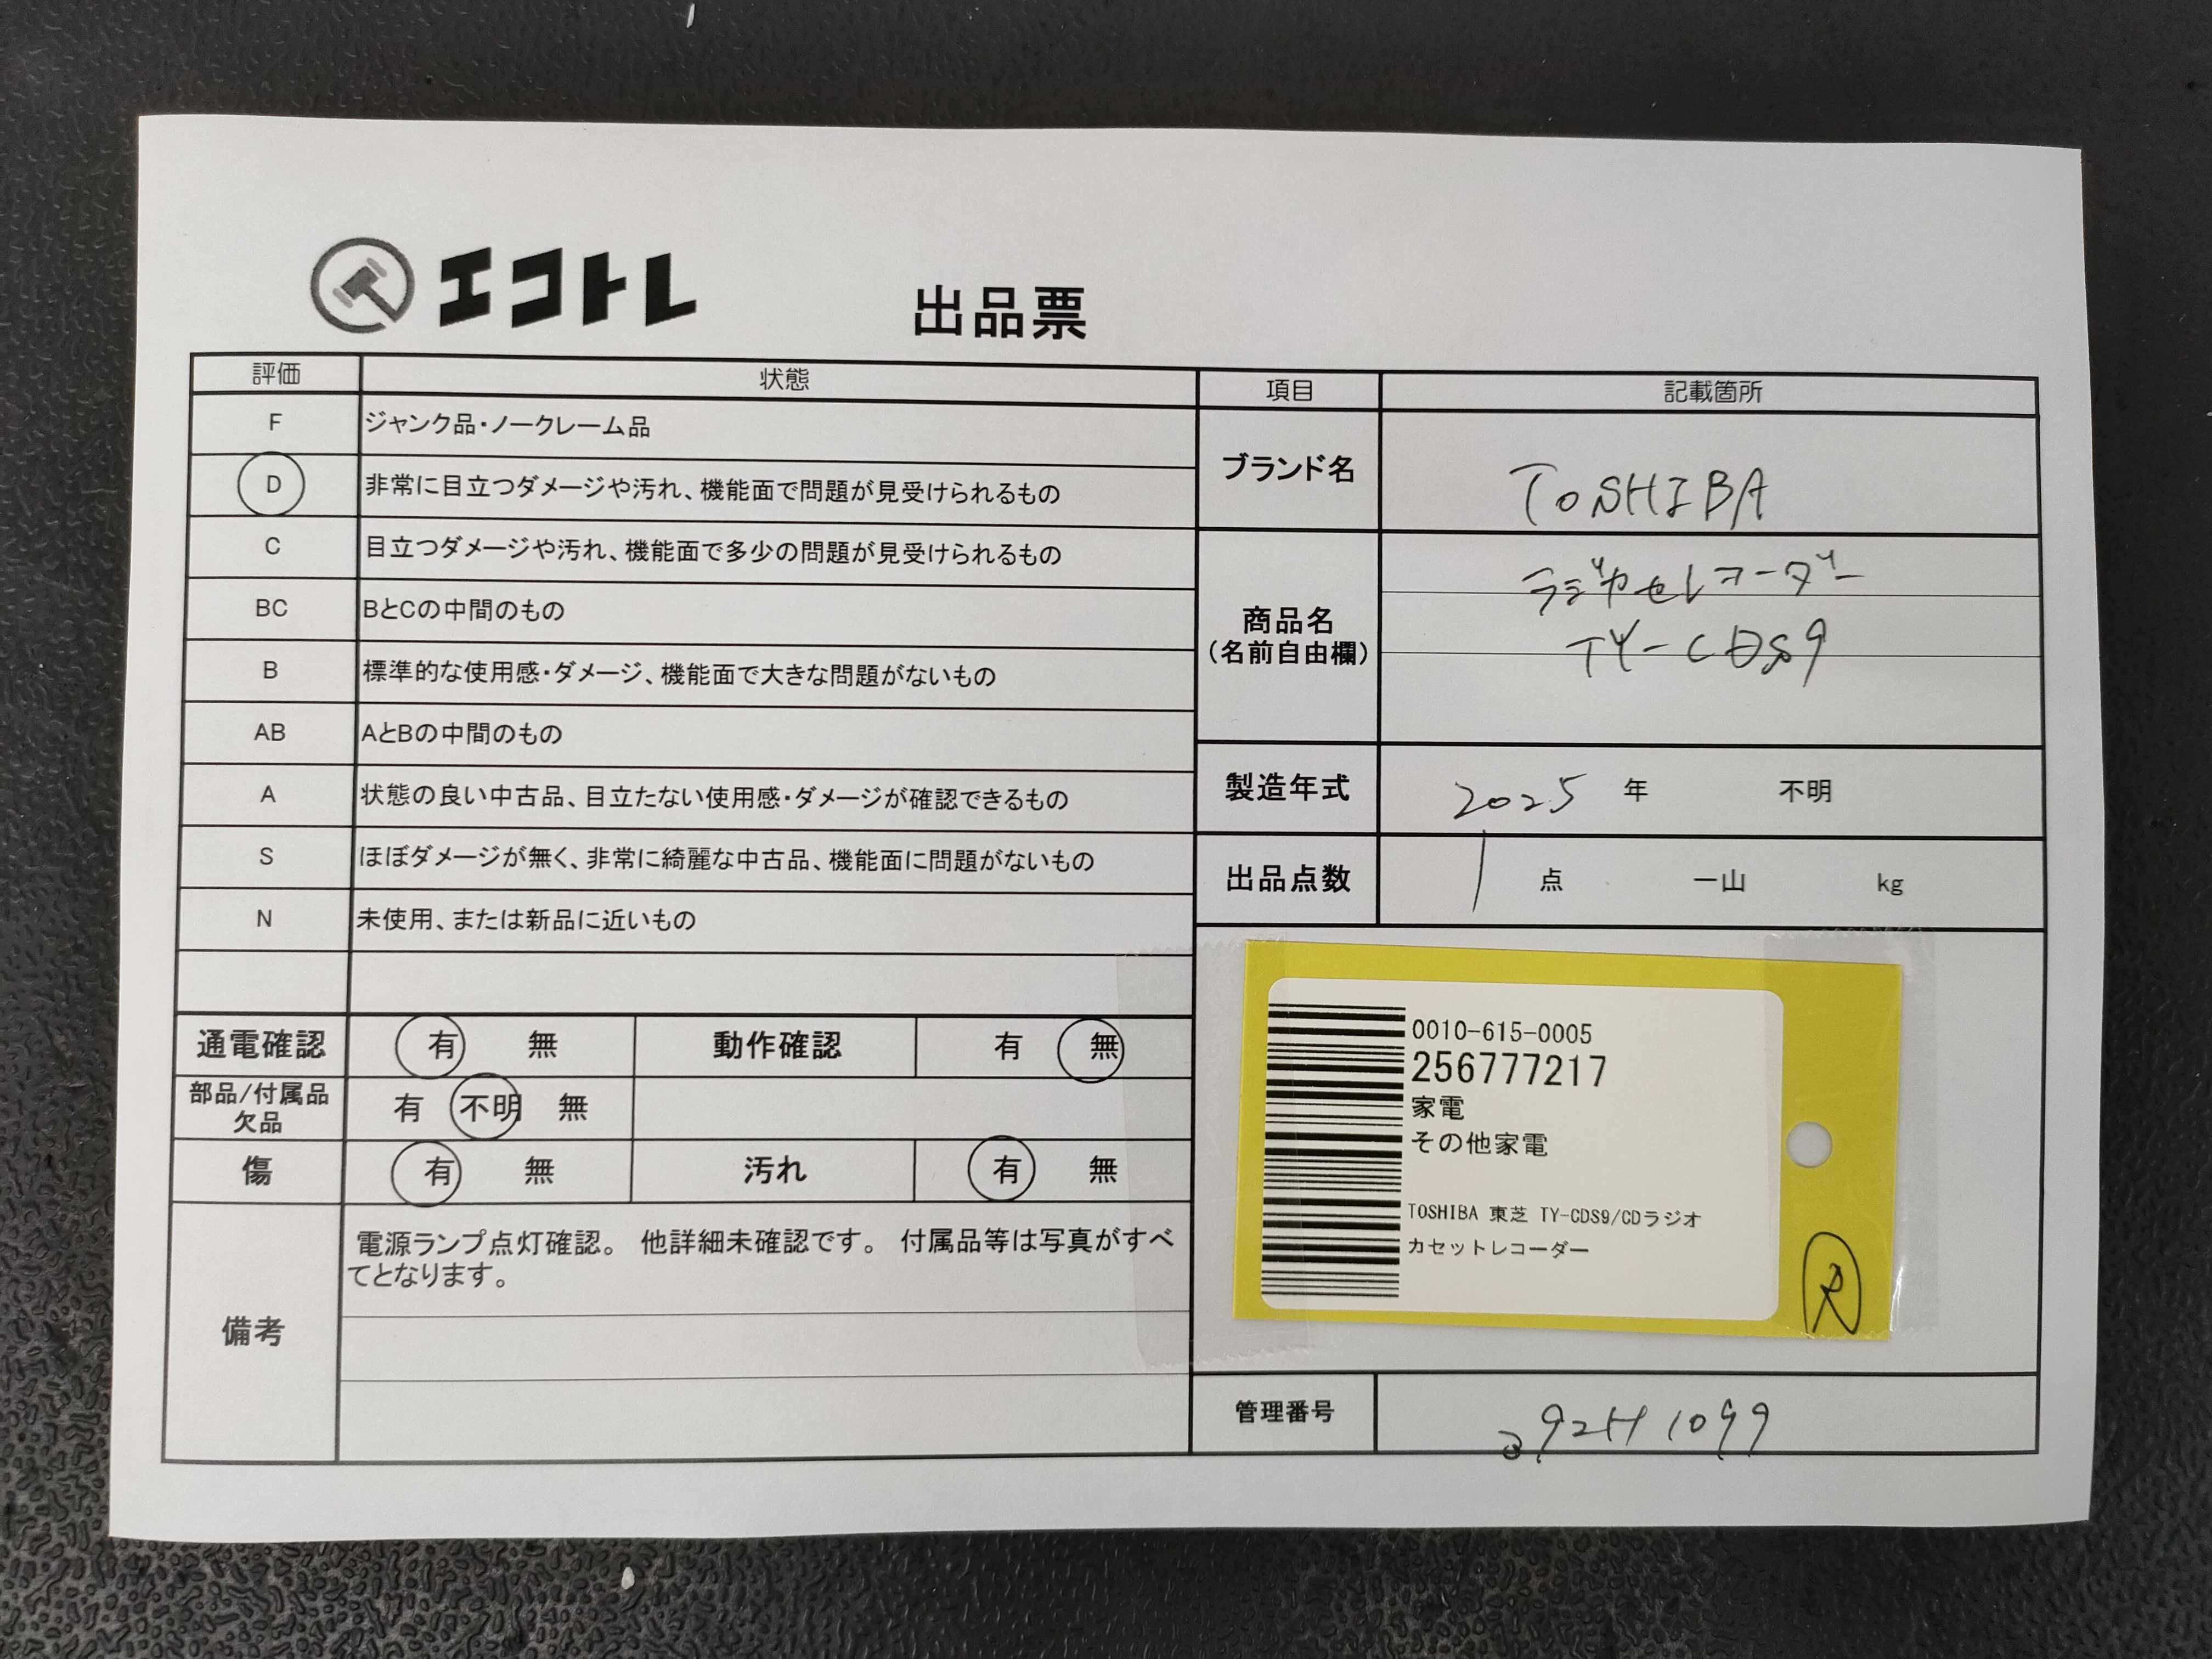 エコトレ
出品票
評価 状態
F ジャンク品・ノークレーム品
D 非常に目立つダメージや汚れ、機能面で問題が見受けられるもの
C 目立つダメージや汚れ、機能面で多少の問題が見受けられるもの
BC BとCの中間のもの
B 標準的な使用感・ダメージ、機能面で大きな問題がないもの
AB AとBの中間のもの
A 状態の良い中古品、目立たない使用感・ダメージが確認できるもの
S ほぼダメージが無く、非常に綺麗な中古品、機能面に問題がないもの
N 未使用、または新品に近いもの
通電確認 有 無 動作確認 有 無
部品/付属品
欠品
有 不明 無
傷 有 無 汚れ 有 無
備考
電源ランプ点灯確認。 他詳細未確認です。 付属品等は写真がすべ
てとなります。
項目 記載箇所
ブランド名 TOSHIBA
商品名
(名前自由欄)
ラジカセレコーダー
TY-CDS9
製造年式 2025 年 不明
出品点数 1 点 一山 kg
0010-615-0005
256777217
家電
その他家電
TOSHIBA 東芝 TY-CDS9/CDラジオ
カセットレコーダー
管理番号 92H1099